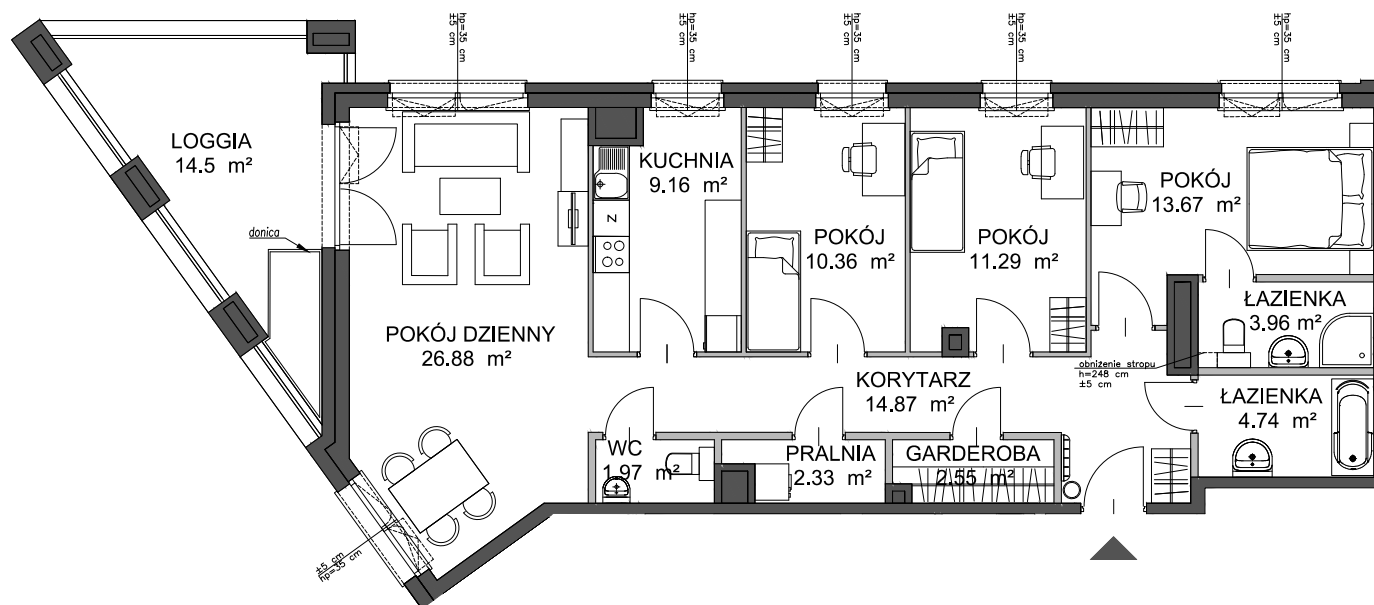 hp=35 cm
±5 cm
hp=35 cm
±5 cm
hp=35 cm
±5 cm
hp=35 cm
±5 cm
hp=35 cm
±5 cm
LOGGIA
14.5 m²
donica
POKÓJ DZIENNY
26.88 m²
KUCHNIA
9.16 m²
N
POKÓJ
10.36 m²
POKÓJ
11.29 m²
POKÓJ
13.67 m²
ŁAZIENKA
3.96 m²
obniżenie stropu
h=248 cm
±5 cm
KORYTARZ
14.87 m²
ŁAZIENKA
4.74 m²
WC
1.97 m²
PRALNIA
2.33 m²
GARDEROBA
2.55 m²
±5 cm
hp=35 cm